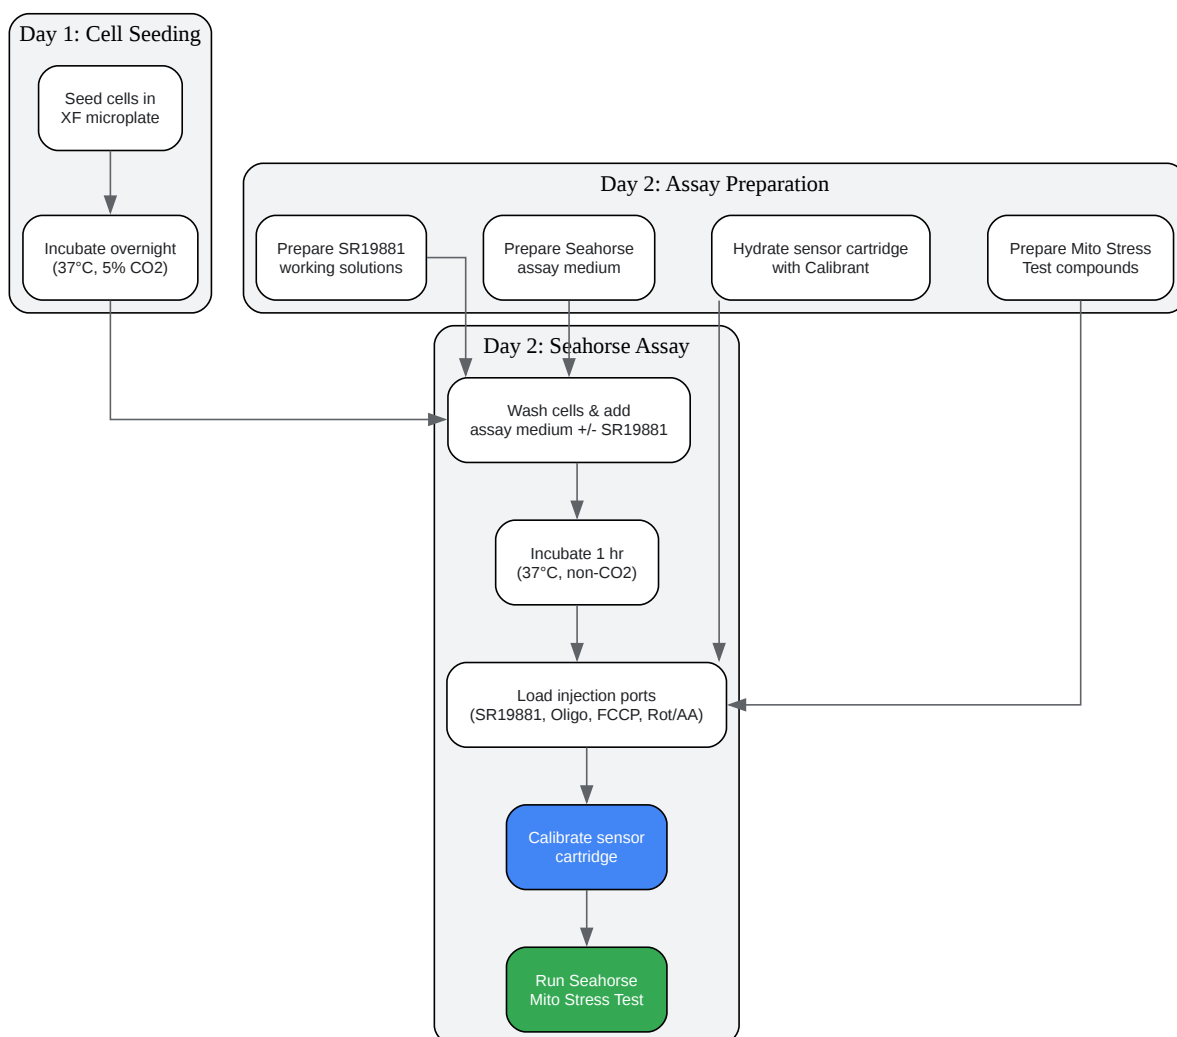 Day 1: Cell Seeding
Seed cells in
XF microplate
Incubate overnight
(37°C, 5% CO2)
Day 2: Assay Preparation
Prepare SR19881
working solutions
Prepare Seahorse
assay medium
Hydrate sensor cartridge
with Calibrant
Prepare Mito Stress
Test compounds
Day 2: Seahorse Assay
Wash cells & add
assay medium +/- SR19881
Incubate 1 hr
(37°C, non-CO2)
Load injection ports
(SR19881, Oligo, FCCP, Rot/AA)
Calibrate sensor
cartridge
Run Seahorse
Mito Stress Test